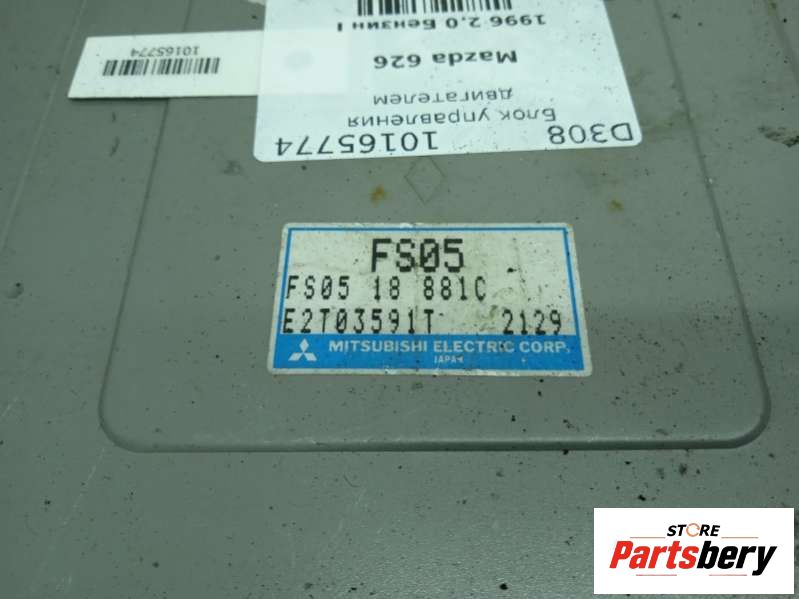 D308 10165774
Блок управления
двигателем
Mazda 626
1996 2.0 Бензин I
10165774
FS05
FS05 18 881C
E2T03591T 2129
MITSUBISHI ELECTRIC CORP.
JAPAN
STORE
Partsbery